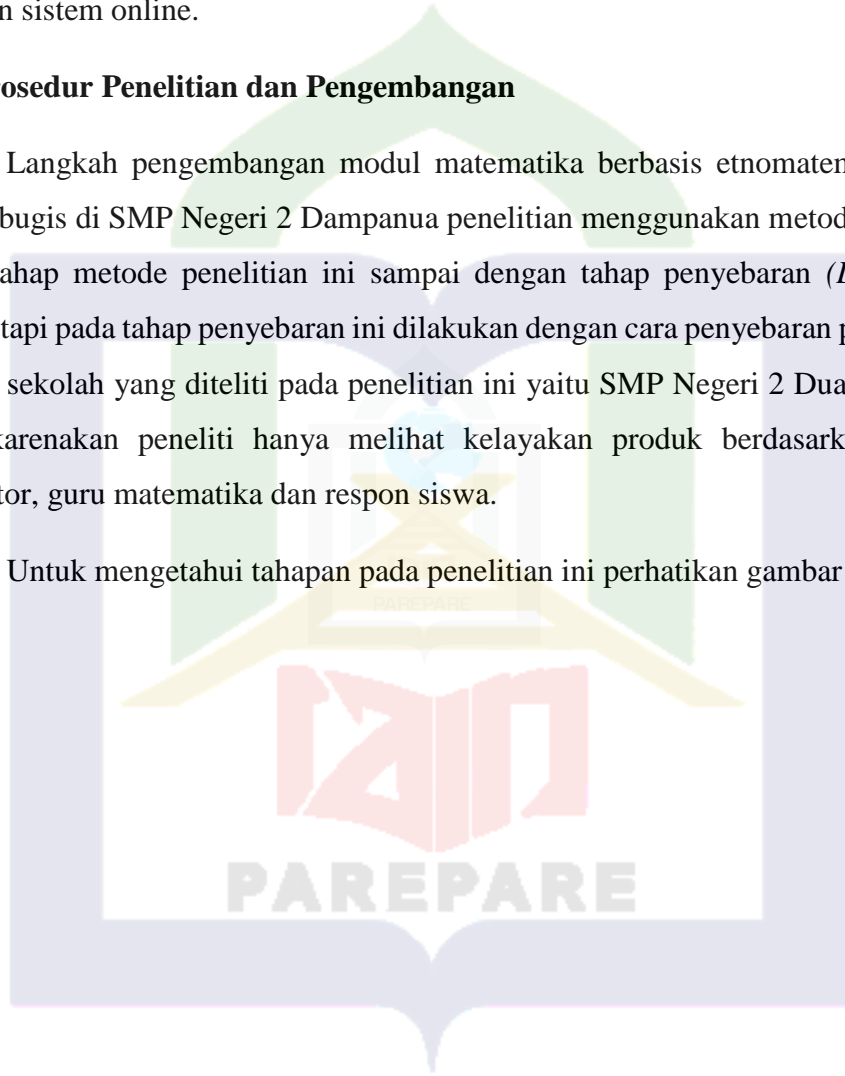 n sistem online.
rosedur Penelitian dan Pengembangan
Langkah pengembangan modul matematika berbasis etnomaten
bugis di SMP Negeri 2 Dampanua penelitian menggunakan metod
ahap metode penelitian ini sampai dengan tahap penyebaran (
tapi pada tahap penyebaran ini dilakukan dengan cara penyebaran p
sekolah yang diteliti pada penelitian ini yaitu SMP Negeri 2 Dua
karenakan peneliti hanya melihat kelayakan produk berdasark
tor, guru matematika dan respon siswa.
Untuk mengetahui tahapan pada penelitian ini perhatikan gambar
PAREPARE
PAREPARE